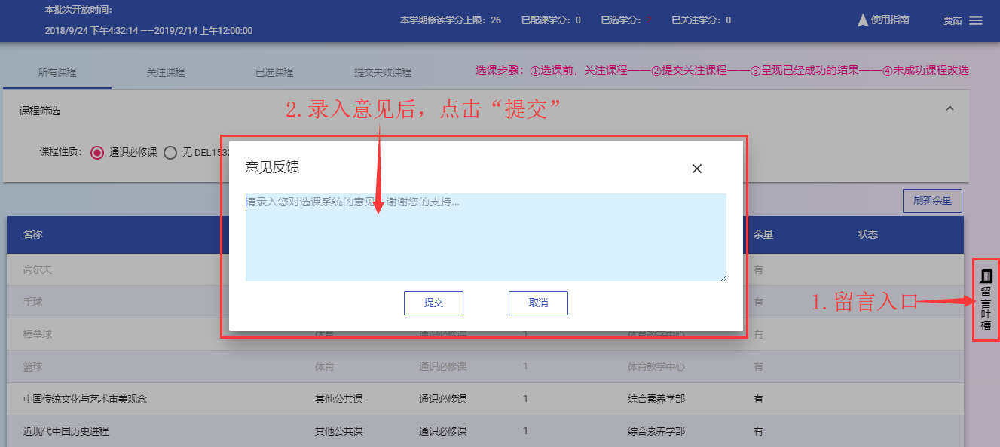 本批次开放时间:
2018/9/24 下午4:32:14 ——2019/2/14 上午12:00:00
本学期修读学分上限: 26 已配课学分: 0 已选学分: 2 已关注学分: 0
使用指南 贾茹
所有课程 关注课程 已选课程 提交失败课程
选课步骤: ①选课前, 关注课程——②提交关注课程——③呈现已经成功的结果——④未成功课程改选
课程筛选
2.录入意见后, 点击“提交”
课程性质: 通识必修课 无 DEL1532
意见反馈
请录入您对选课系统的意见 谢谢您的支持...
刷新余量
名称 余量 状态
高尔夫 有
手球 有
提交 取消
1.留言入口
留言吐槽
棒垒球 体育 通识必修课 1 体育教学中心 有
篮球 体育 通识必修课 1 体育教学中心 有
中国传统文化与艺术审美观念 其他公共课 通识必修课 1 综合素养学部 有
近现代中国历史进程 其他公共课 通识必修课 1 综合素养学部 有